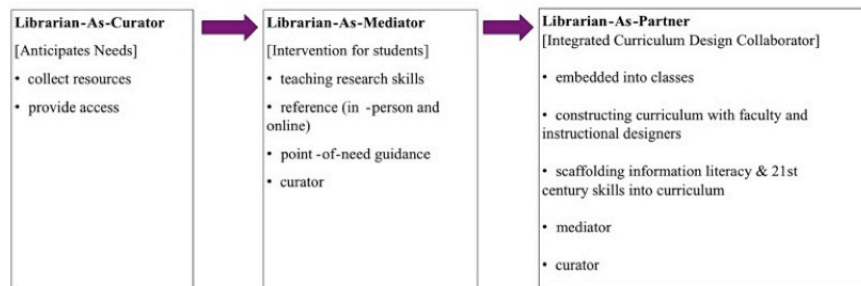 Librarian-As-Curator
[Anticipates Needs]
• collect resources
• provide access
Librarian-As-Mediator
[Intervention for students]
• teaching research skills
• reference (in -person and
online)
• point -of-need guidance
• curator
Librarian-As-Partner
[Integrated Curriculum Design Collaborator]
• embedded into classes
• constructing curriculum with faculty and
instructional designers
• scaffolding information literacy & 21st
century skills into curriculum
• mediator
• curator